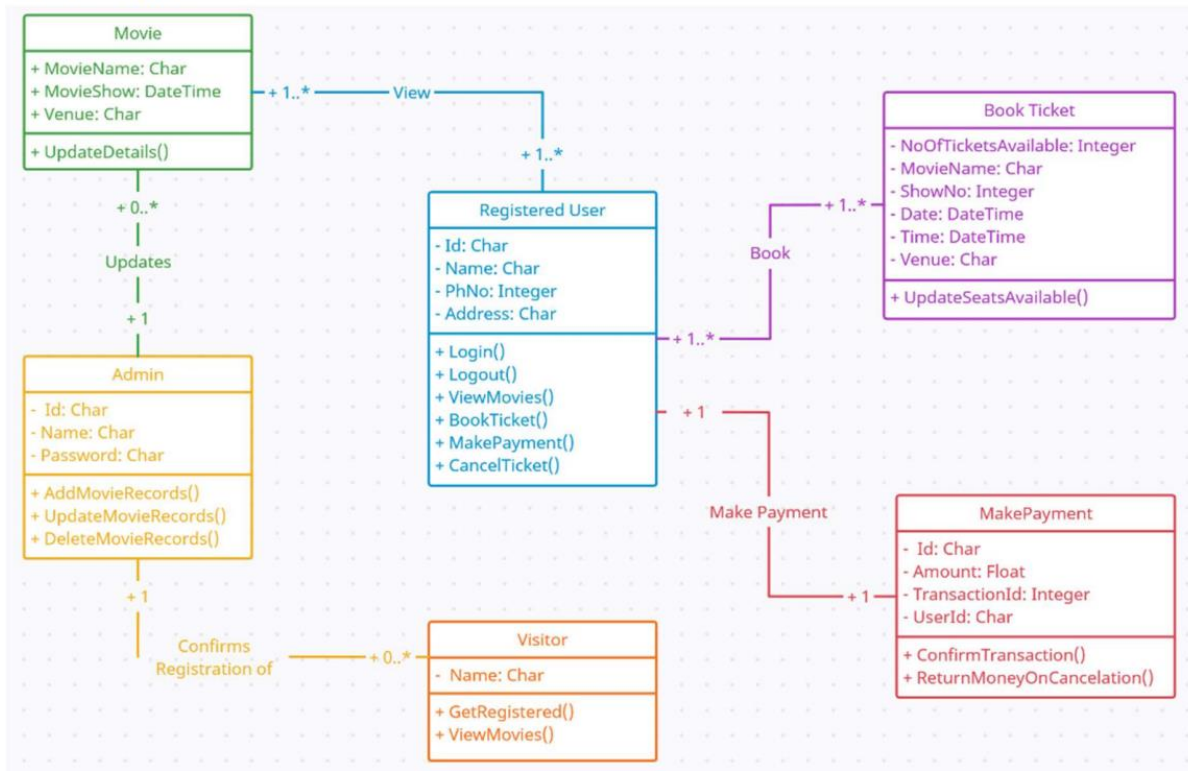 Movie
+ MovieName: Char
+ MovieShow: DateTime
+ Venue: Char
+ UpdateDetails()
+ 1..*
View
+ 1..*
+ 0..*
Updates
+ 1
Registered User
- Id: Char
- Name: Char
- PhNo: Integer
- Address: Char
+ Login()
+ Logout()
+ ViewMovies()
+ BookTicket()
+ MakePayment()
+ CancelTicket()
Book Ticket
- NoOfTicketsAvailable: Integer
- MovieName: Char
- ShowNo: Integer
- Date: DateTime
- Time: DateTime
- Venue: Char
+ UpdateSeatsAvailable()
+ 1..*
Book
+ 1..*
Admin
- Id: Char
- Name: Char
- Password: Char
+ AddMovieRecords()
+ UpdateMovieRecords()
+ DeleteMovieRecords()
+ 1
Make Payment
+ 1
MakePayment
- Id: Char
- Amount: Float
- TransactionId: Integer
- UserId: Char
+ ConfirmTransaction()
+ ReturnMoneyOnCancelation()
+ 1
Confirms
Registration of
+ 0..*
Visitor
- Name: Char
+ GetRegistered()
+ ViewMovies()